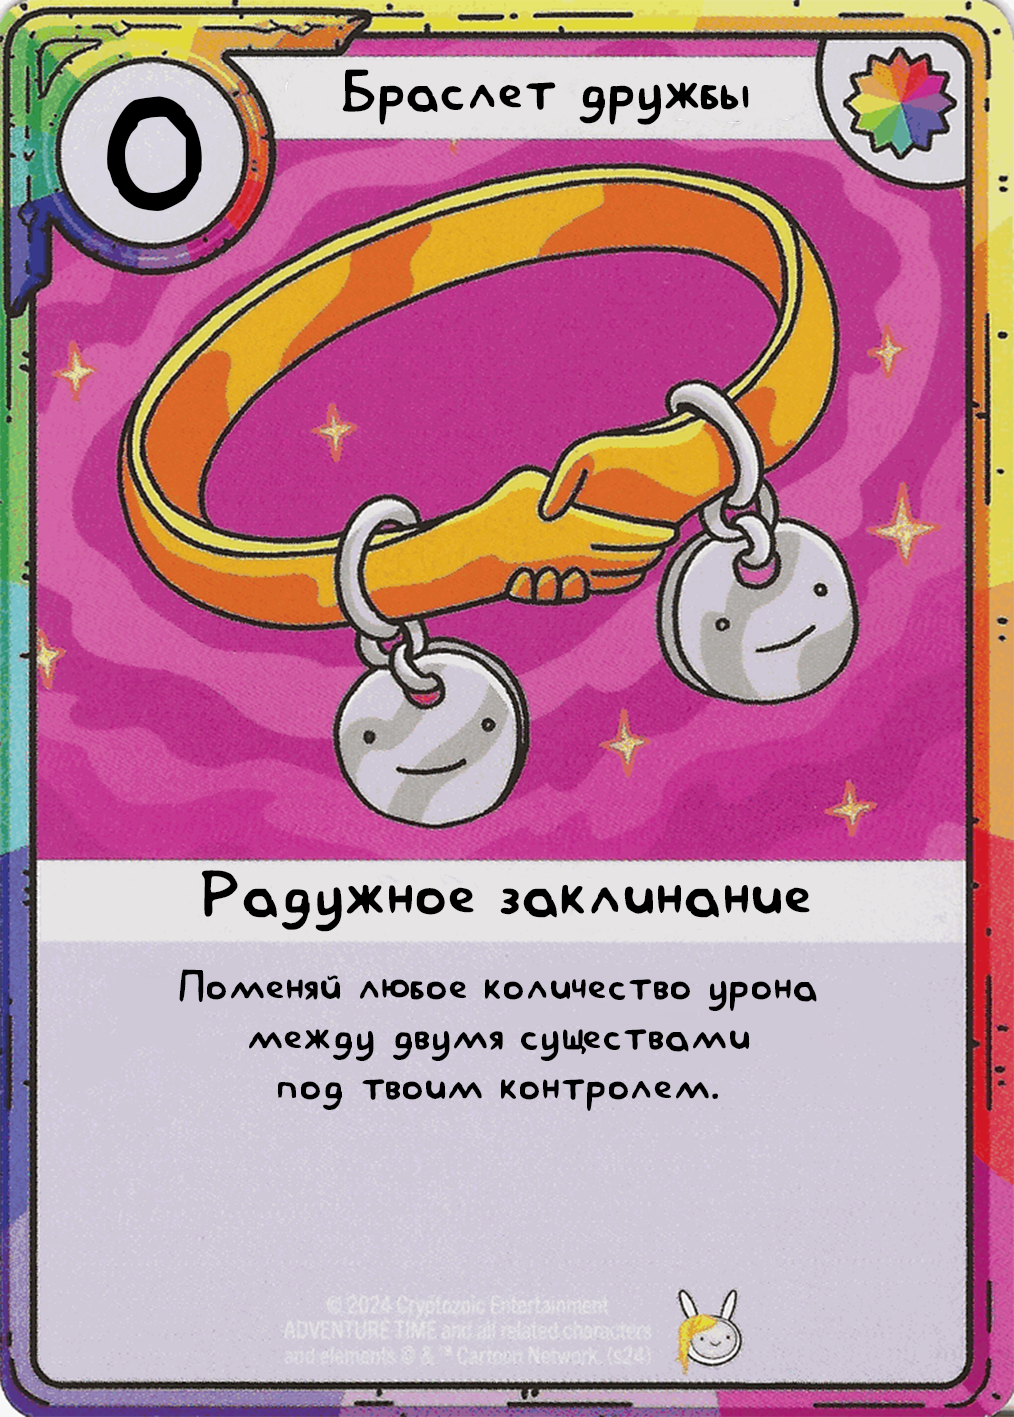 0
Браслет дружбы
Радужное заклинание
Поменяй любое количество урона
между двумя существами
под твоим контролем.
© 2024 Cryptozoic Entertainment
ADVENTURE TIME and all related characters
and elements © & ™ Cartoon Network. (s24)